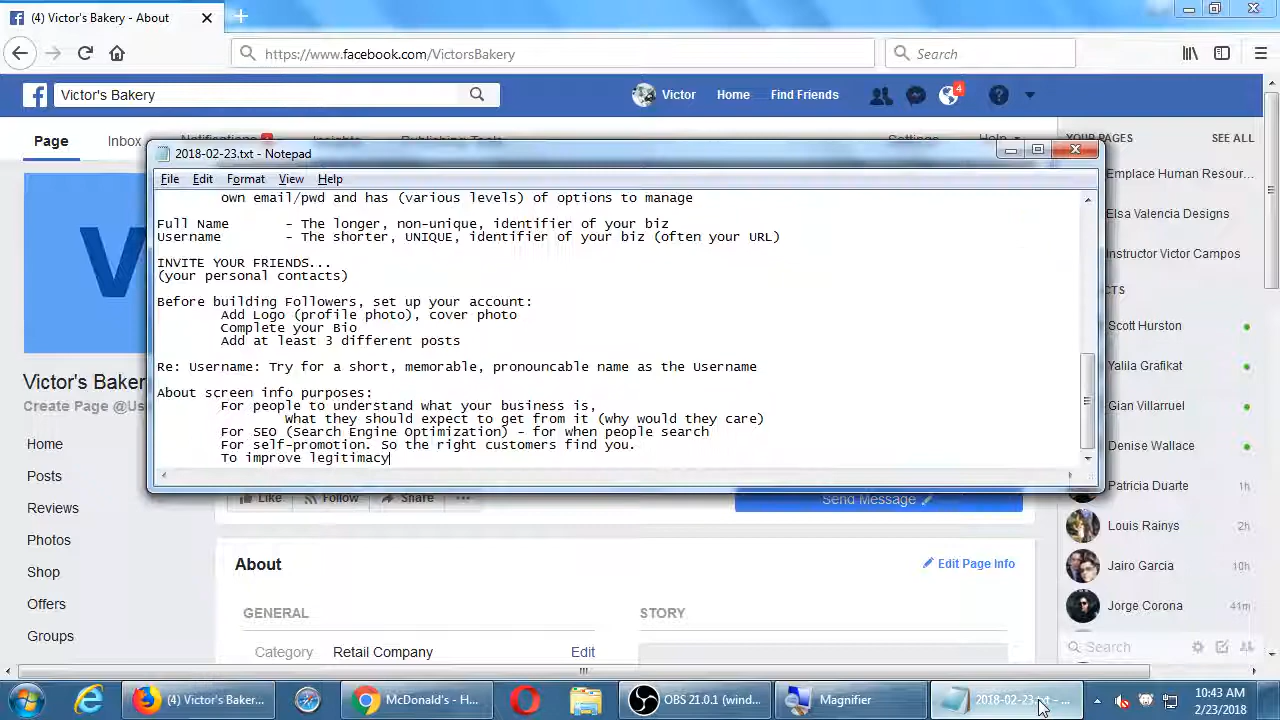 (4) Victor's Bakery - About
https://www.facebook.com/VictorsBakery
Search
Victor's Bakery
Victor
Home
Find Friends
4
Page
Inbox
YOUR PAGES
SEE ALL
2018-02-23.txt - Notepad
File Edit Format View Help
own email/pwd and has (various levels) of options to manage
Full Name - The longer, non-unique, identifier of your biz
Username - The shorter, UNIQUE, identifier of your biz (often your URL)
INVITE YOUR FRIENDS...
(your personal contacts)
Before building Followers, set up your account:
Add Logo (profile photo), cover photo
Complete your Bio
Add at least 3 different posts
Re: Username: Try for a short, memorable, pronouncable name as the Username
About screen info purposes:
For people to understand what your business is,
What they should expect to get from it (why would they care)
For SEO (Search Engine Optimization) - for when people search
For self-promotion. So the right customers find you.
To improve legitimacy
V
Victor's Baker
Create Page @Us
Home
Posts
Reviews
Photos
Shop
Offers
Groups
Like
Follow
Share
Send Message
About
Edit Page Info
GENERAL
STORY
Category
Retail Company
Edit
Emplace Human Resour...
Elsa Valencia Designs
Instructor Victor Campos
CTS
Scott Hurston
Yalila Grafikat
Gian Villarruel
Denise Wallace
Patricia Duarte 1h
Louis Rainys 2h
Jairo Garcia 10h
Jorge Corona 41m
Search
(4) Victor's Baker...
McDonald's - H...
OBS 21.0.1 (wind...
Magnifier
2018-02-23.txt - ...
10:43 AM
2/23/2018